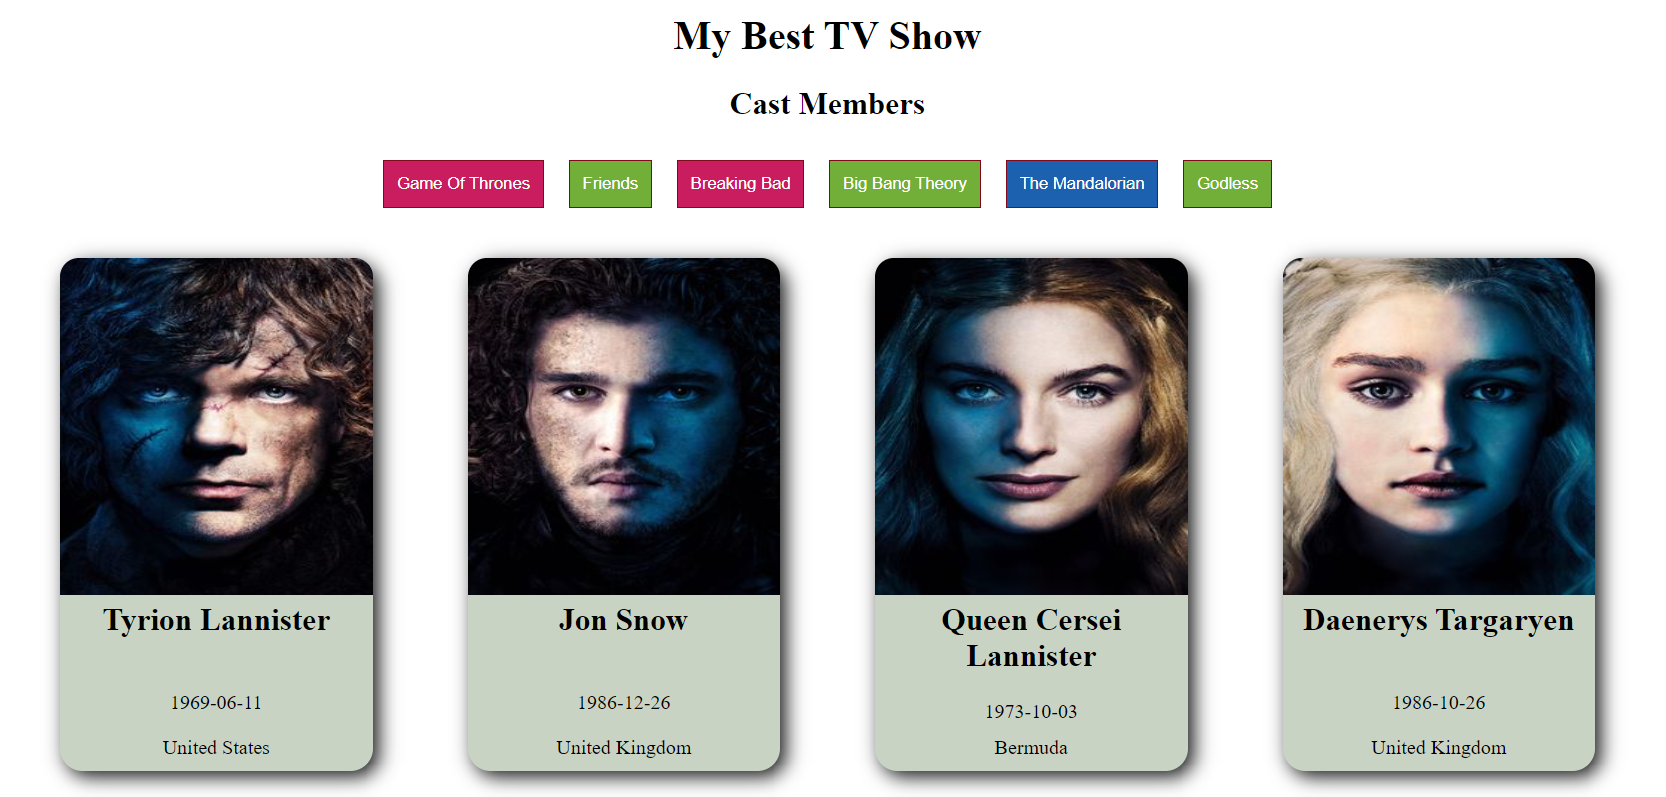 My Best TV Show
Cast Members
Game Of Thrones
Friends
Breaking Bad
Big Bang Theory
The Mandalorian
Godless
Tyrion Lannister
1969-06-11
United States
Jon Snow
1986-12-26
United Kingdom
Queen Cersei
Lannister
1973-10-03
Bermuda
Daenerys Targaryen
1986-10-26
United Kingdom